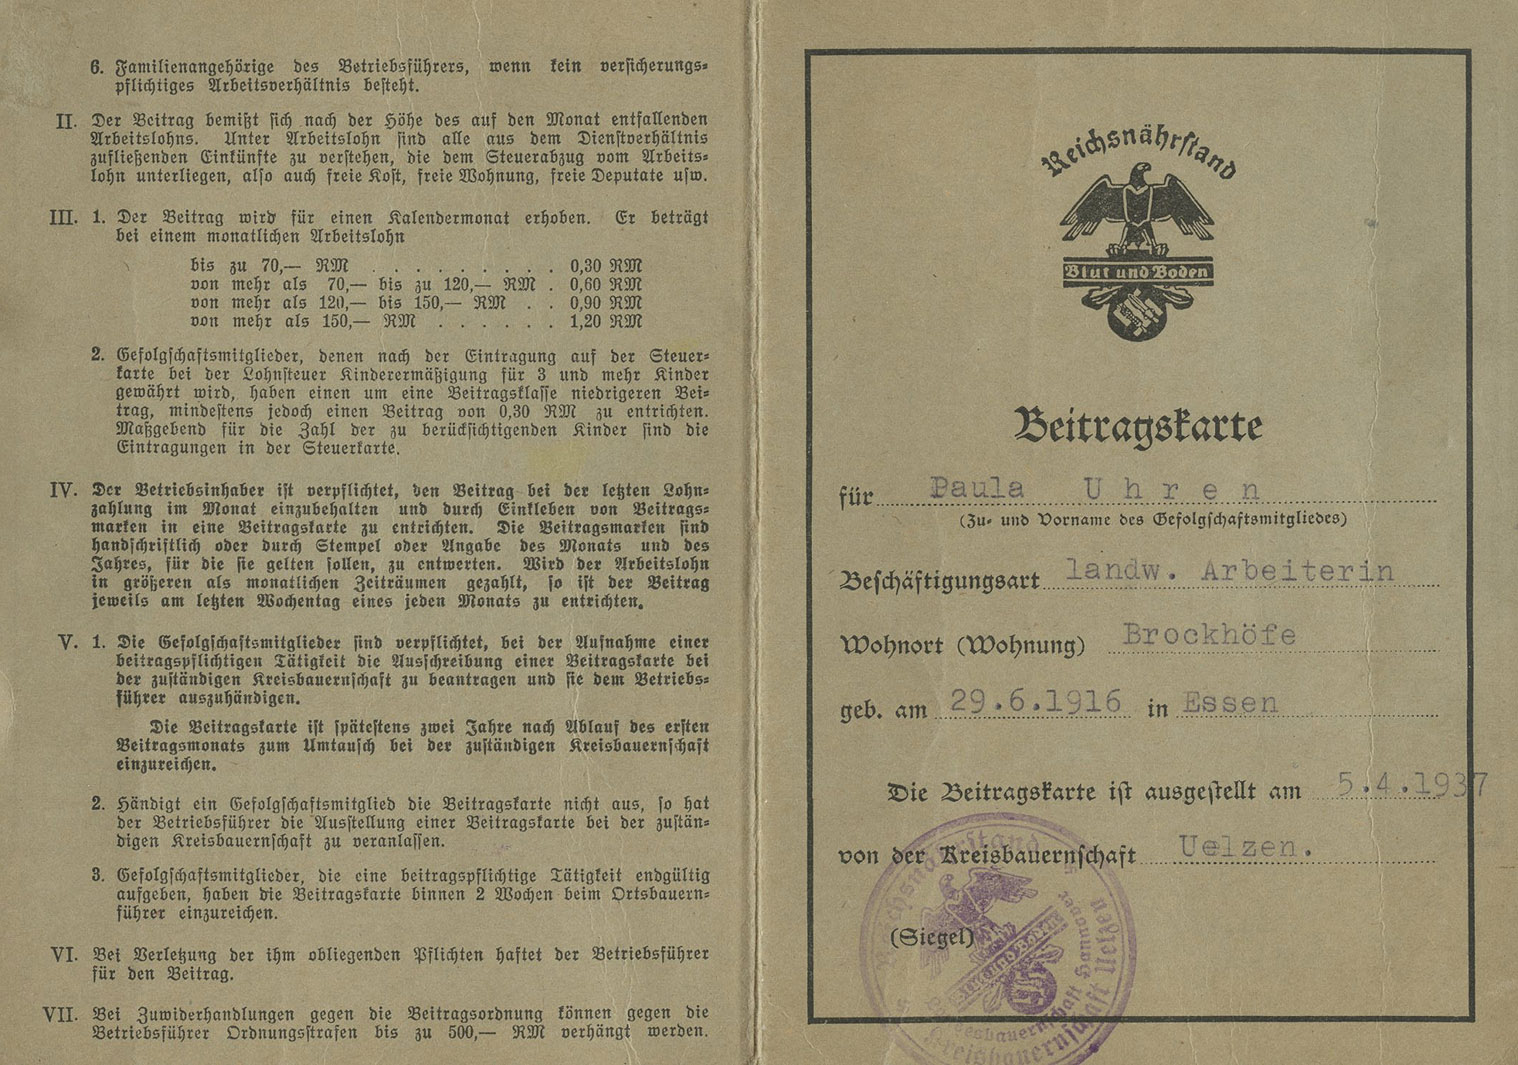 6. Familienangehörige des Betriebsführers, wenn kein versicherungs-
pflichtiges Arbeitsverhältnis besteht.
II. Der Beitrag bemißt sich nach der Höhe des auf den Monat entfallenden
Arbeitslohns. Unter Arbeitslohn sind alle aus dem Dienstverhältnis
zufließenden Einkünfte zu verstehen, die dem Steuerabzug vom Arbeits-
lohn unterliegen, also auch freie Kost, freie Wohnung, freie Deputate usw.
III. 1. Der Beitrag wird für einen Kalendermonat erhoben. Er beträgt
bei einem monatlichen Arbeitslohn
bis zu 70,— RM . . . . . . . . . . 0,30 RM
von mehr als 70,— bis zu 120,— RM . 0,60 RM
von mehr als 120,— bis 150,— RM . . 0,90 RM
von mehr als 150,— RM . . . . . . 1,20 RM
2. Gefolgschaftsmitglieder, denen nach der Eintragung auf der Steuer-
karte bei der Lohnsteuer Kinderermäßigung für 3 und mehr Kinder
gewährt wird, haben einen um eine Beitragsklasse niedrigeren Bei-
trag, mindestens jedoch einen Beitrag von 0,30 RM zu entrichten.
Maßgebend für die Zahl der zu berücksichtigenden Kinder sind die
Eintragungen in der Steuerkarte.
IV. Der Betriebsinhaber ist verpflichtet, den Beitrag bei der letzten Lohn-
zahlung im Monat einzubehalten und durch Einkleben von Beitrags-
marken in eine Beitragskarte zu entrichten. Die Beitragsmarken sind
handschriftlich oder durch Stempel oder Angabe des Monats und des
Jahres, für die sie gelten sollen, zu entwerten. Wird der Arbeitslohn
in größeren als monatlichen Zeiträumen gezahlt, so ist der Beitrag
jeweils am letzten Wochentag eines jeden Monats zu entrichten.
V. 1. Die Gefolgschaftsmitglieder sind verpflichtet, bei der Aufnahme einer
beitragspflichtigen Tätigkeit die Ausschreibung einer Beitragskarte bei
der zuständigen Kreisbauernschaft zu beantragen und sie dem Betriebs-
führer auszuhändigen.
Die Beitragskarte ist spätestens zwei Jahre nach Ablauf des ersten
Beitragsmonats zum Umtausch bei der zuständigen Kreisbauernschaft
einzureichen.
2. Händigt ein Gefolgschaftsmitglied die Beitragskarte nicht aus, so hat
der Betriebsführer die Ausstellung einer Beitragskarte bei der zustän-
digen Kreisbauernschaft zu veranlassen.
3. Gefolgschaftsmitglieder, die eine beitragspflichtige Tätigkeit endgültig
aufgeben, haben die Beitragskarte binnen 2 Wochen beim Ortsbauern-
führer einzureichen.
VI. Bei Verletzung der ihm obliegenden Pflichten haftet der Betriebsführer
für den Beitrag.
VII. Bei Zuwiderhandlungen gegen die Beitragsordnung können gegen die
Betriebsführer Ordnungsstrafen bis zu 500,— RM verhängt werden.
Reichsnährstand
Blut und Boden
Beitragskarte
für Paula Uhren
(Zu- und Vorname des Gefolgschaftsmitgliedes)
Beschäftigungsart landw. Arbeiterin
Wohnort (Wohnung) Brockhöfe
geb. am 29.6.1916 in Essen
Die Beitragskarte ist ausgestellt am 5.4.1937
von der Kreisbauernschaft Uelzen.
(Siegel)
Reichsnährstand
Blut und Boden
Landesbauernschaft Hannover
Kreisbauernschaft Uelzen